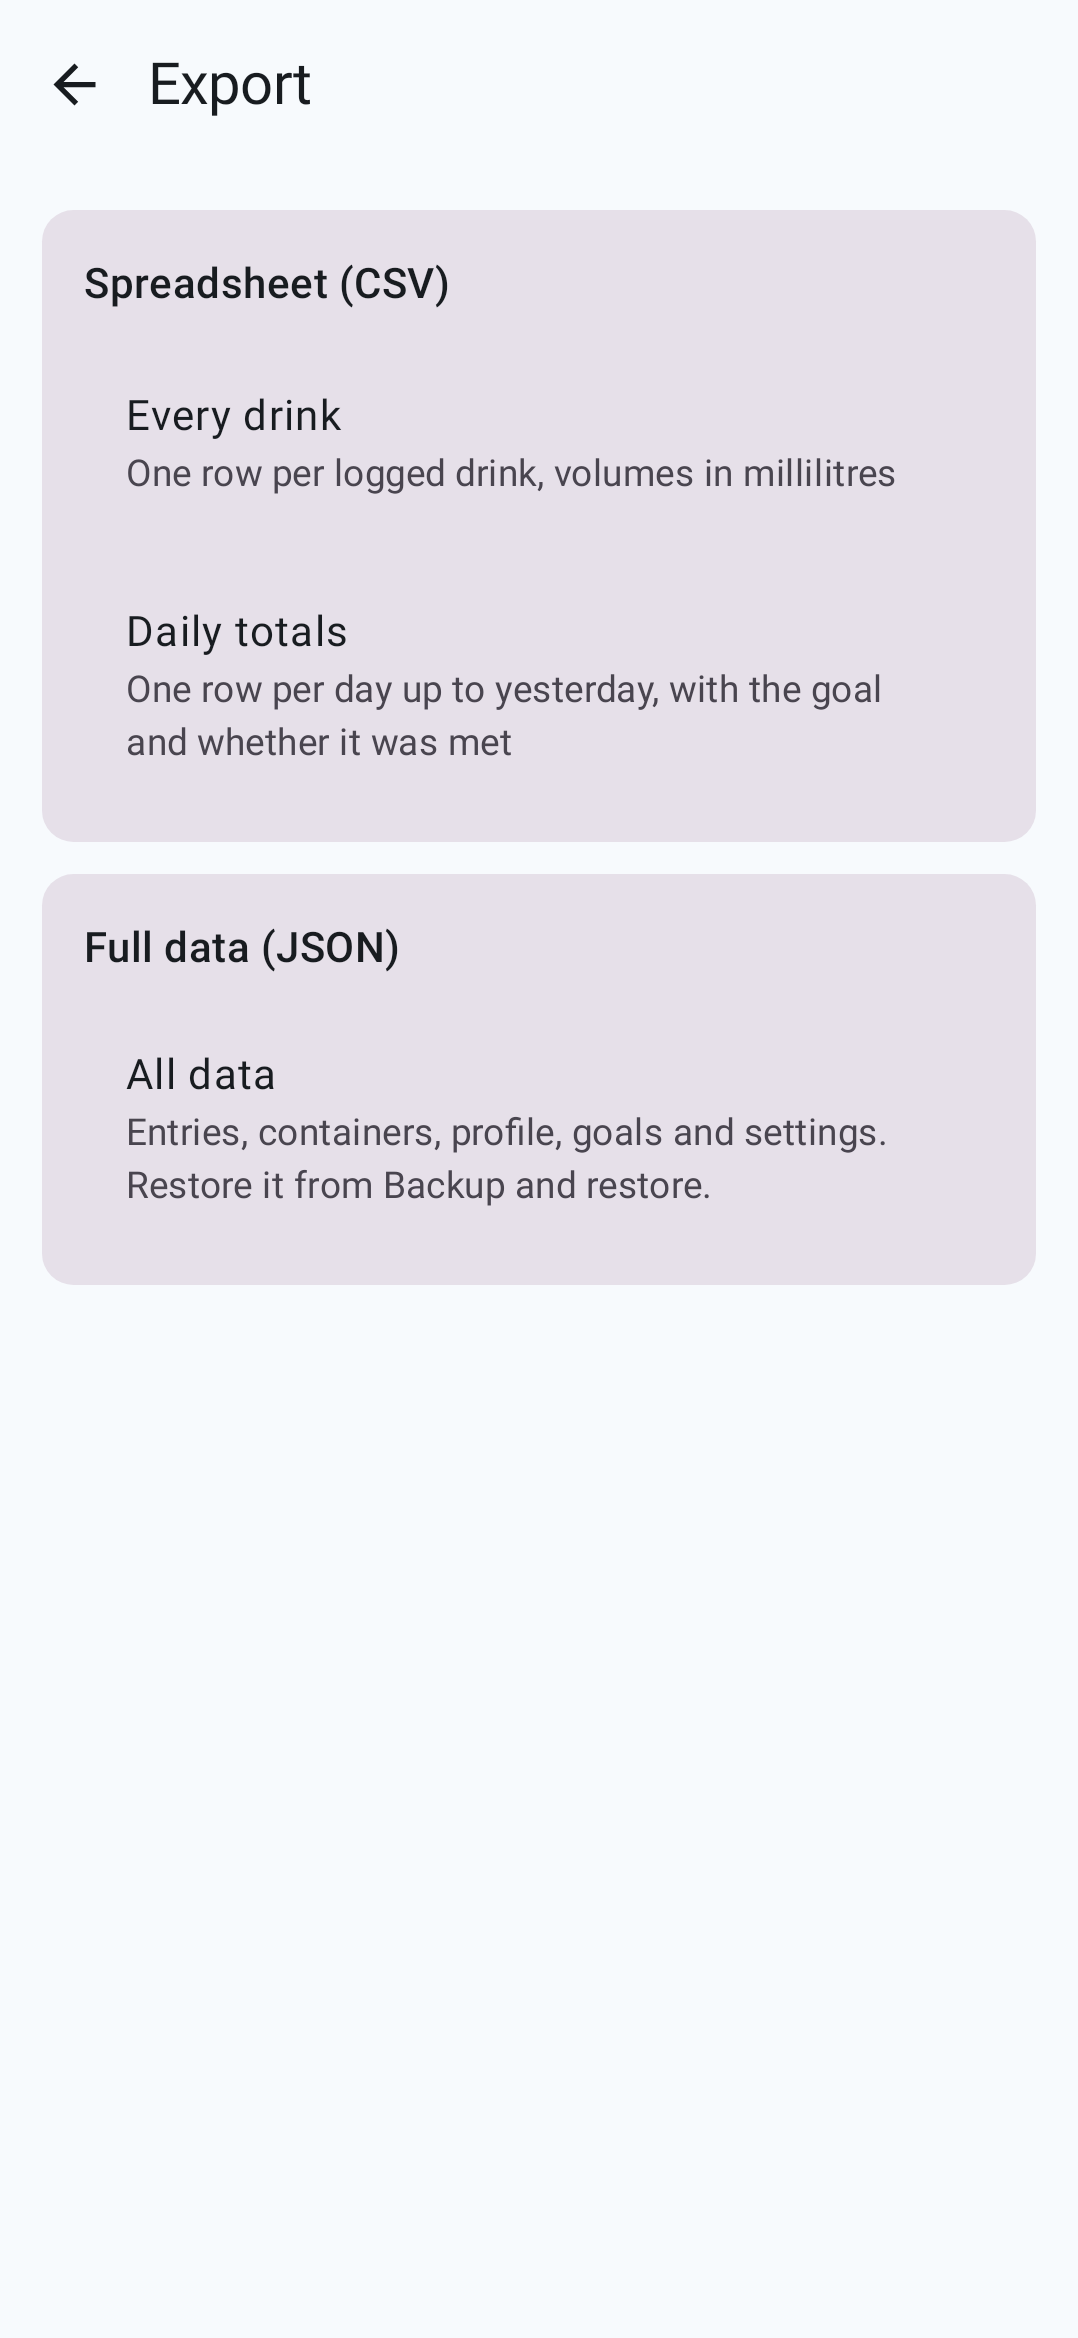 Export
Spreadsheet (CSV)
Every drink
One row per logged drink, volumes in millilitres
Daily totals
One row per day up to yesterday, with the goal
and whether it was met
Full data (JSON)
All data
Entries, containers, profile, goals and settings.
Restore it from Backup and restore.